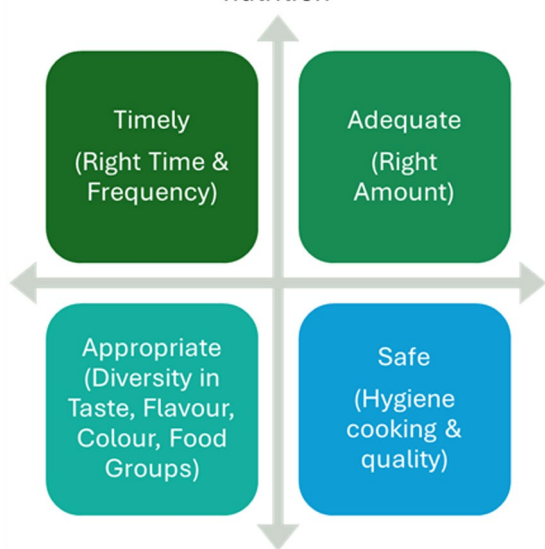 Timely
(Right Time &
Frequency)
Adequate
(Right
Amount)
Appropriate
(Diversity in
Taste, Flavour,
Colour, Food
Groups)
Safe
(Hygiene
cooking &
quality)